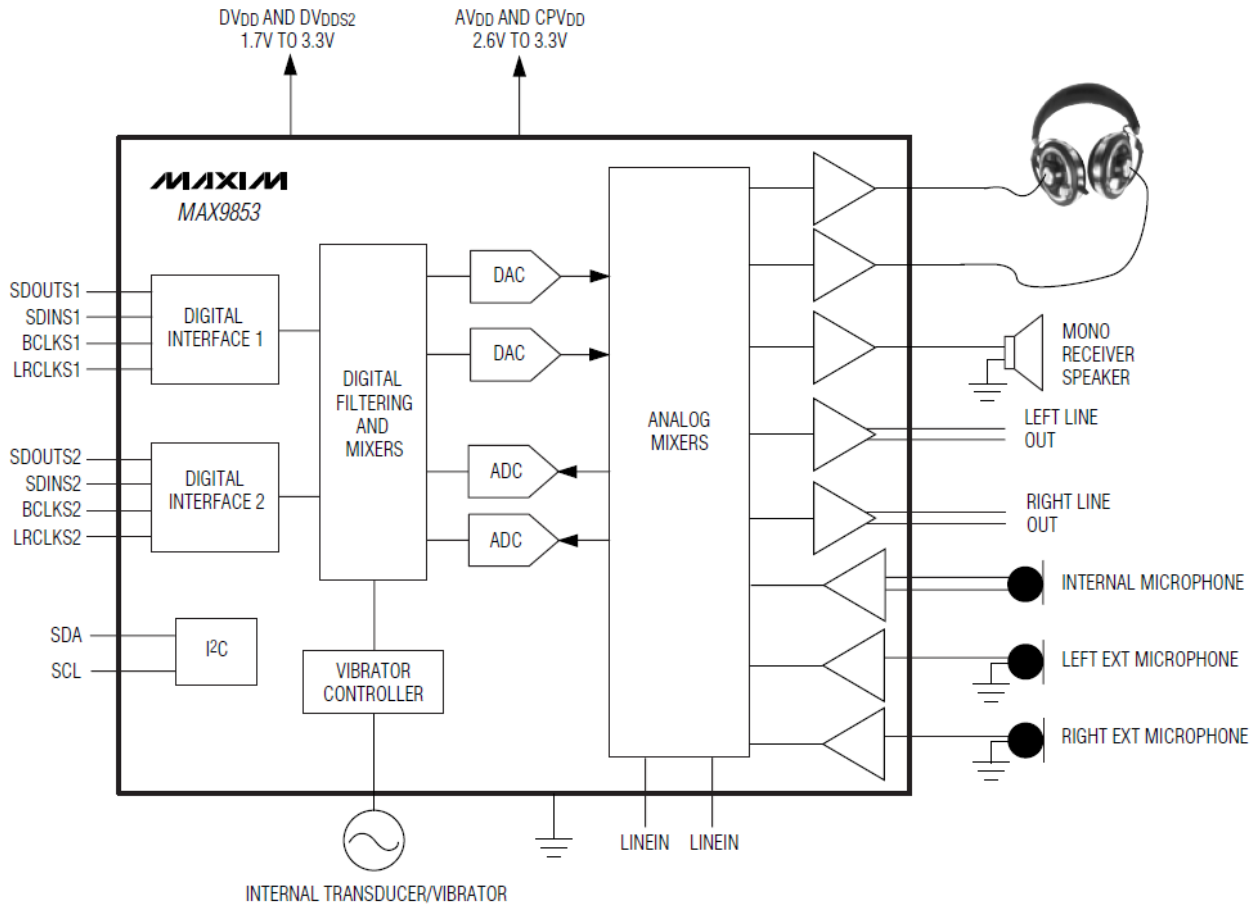 DVDD AND DVDDS2
1.7V TO 3.3V
AVDD AND CPVDD
2.6V TO 3.3V
MAXIM
MAX9853
SDOUTS1
SDINS1
BCLKS1
LRCLKS1
DIGITAL
INTERFACE 1
SDOUTS2
SDINS2
BCLKS2
LRCLKS2
DIGITAL
INTERFACE 2
SDA
SCL
I2C
DIGITAL
FILTERING
AND
MIXERS
VIBRATOR
CONTROLLER
DAC
DAC
ADC
ADC
ANALOG
MIXERS
MONO
RECEIVER
SPEAKER
LEFT LINE
OUT
RIGHT LINE
OUT
INTERNAL MICROPHONE
LEFT EXT MICROPHONE
RIGHT EXT MICROPHONE
LINEIN
LINEIN
INTERNAL TRANSDUCER/VIBRATOR